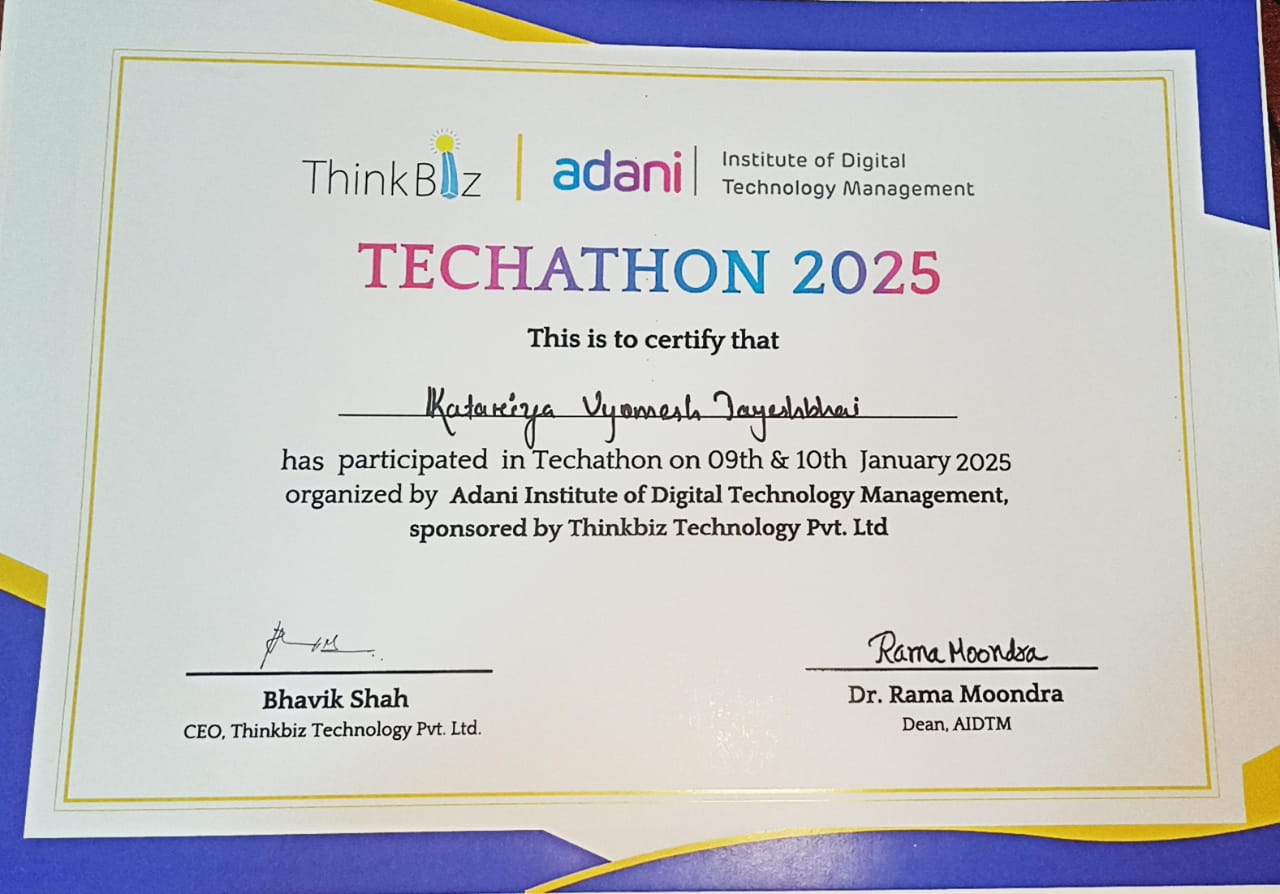 ThinkBiz
adani
Institute of Digital
Technology Management
TECHATHON 2025
This is to certify that
Katareiya Vyomesh Jayeshbhai
has participated in Techathon on 09th & 10th January 2025
organized by Adani Institute of Digital Technology Management,
sponsored by Thinkbiz Technology Pvt. Ltd
Rama Moondra
Bhavik Shah
CEO, Thinkbiz Technology Pvt. Ltd.
Dr. Rama Moondra
Dean, AIDTM